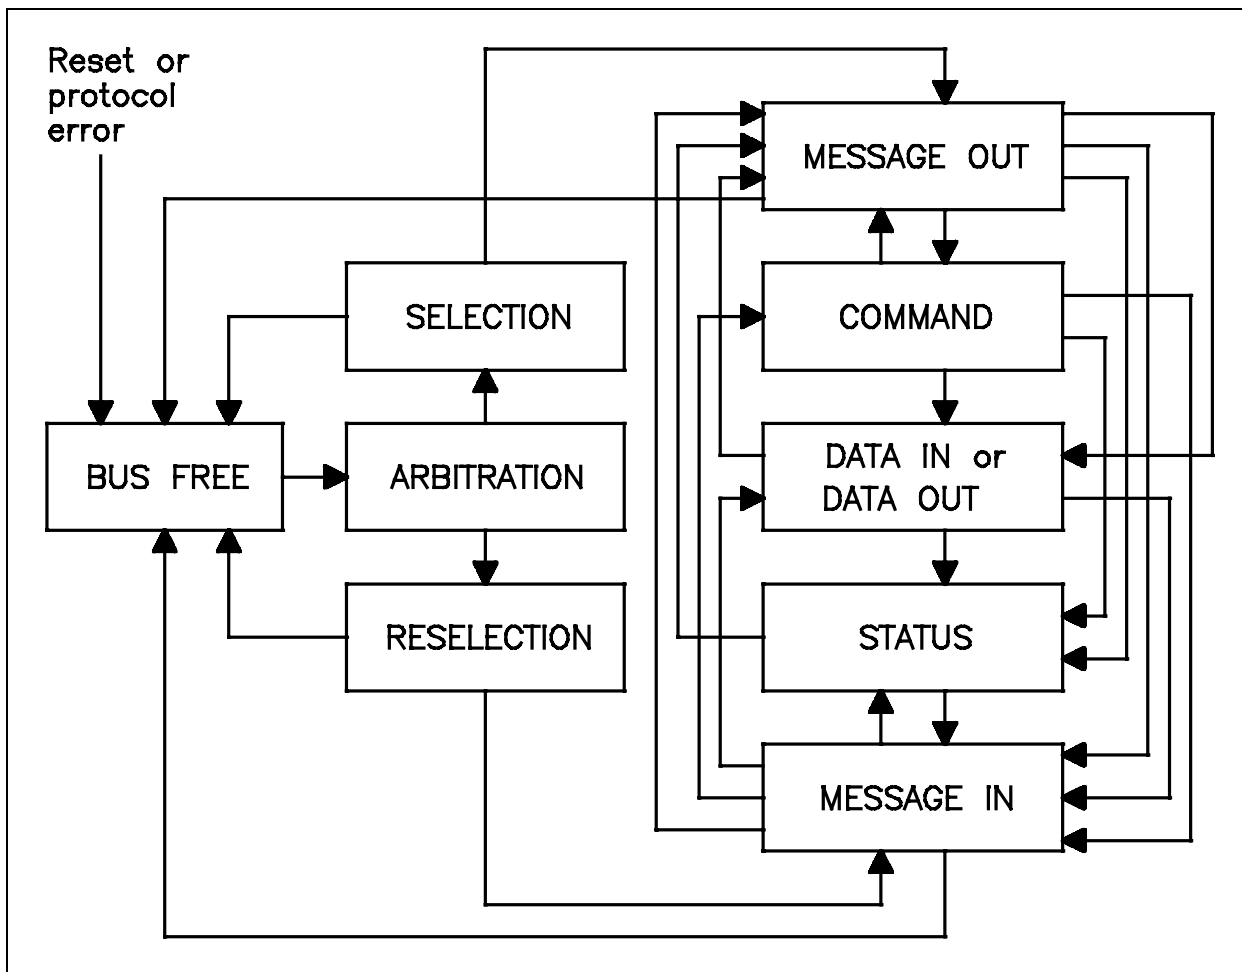 Reset or
protocol
error
MESSAGE OUT
SELECTION
COMMAND
BUS FREE
ARBITRATION
DATA IN or
DATA OUT
RESELECTION
STATUS
MESSAGE IN